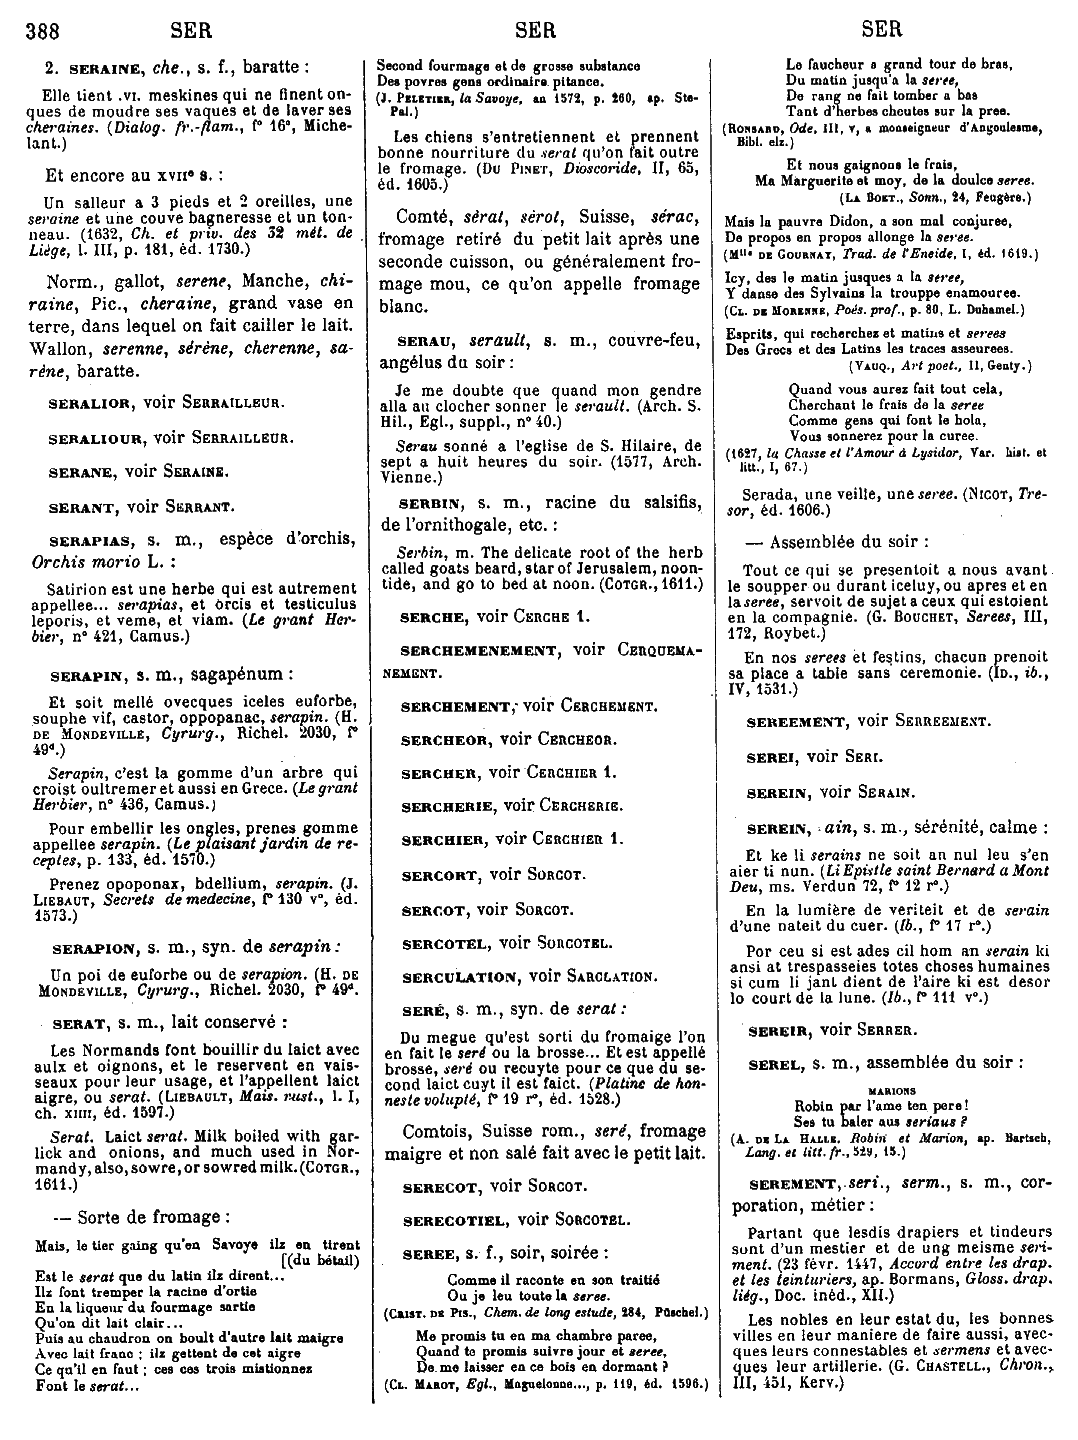 388 SER SER SER
2. SERAINE, che., s. f., baratte :
Elle tient .VI. meskines qui ne finent on-
ques de moudre ses vaques et de laver ses
cheraines. (Dialog. fr.-flam., f° 16ª, Miche-
lant.)
Et encore au XVIIᵉ s. :
Un salleur a 3 pieds et 2 oreilles, une
seraine et une couve bagneresse et un ton-
neau. (1632, Ch. et priv. des 32 mét. de
Liége, l. III, p. 181, éd. 1730.)
Norm., gallot, serene, Manche, chi-
raine, Pic., cheraine, grand vase en
terre, dans lequel on fait cailler le lait.
Wallon, serenne, sérène, cherenne, sa-
rène, baratte.
SERALIOR, voir SERRAILLEUR.
SERALIOUR, voir SERRAILLEUR.
SERANE, voir SERAINE.
SERANT, voir SERRANT.
SERAPIAS, s. m., espèce d'orchis,
Orchis morio L. :
Satirion est une herbe qui est autrement
appellee... serapias, et orcis et testiculus
leporis, et veme, et viam. (Le grant Her-
bier, n° 421, Camus.)
SERAPIN, s. m., sagapénum :
Et soit mellé ovecques iceles euforbe,
souphe vif, castor, oppopanac, serapin. (H.
DE MONDEVILLE, Cyrurg., Richel. 2030, f°
49ᵈ.)
Serapin, c'est la gomme d'un arbre qui
croist oultremer et aussi en Grece. (Le grant
Herbier, n° 436, Camus.)
Pour embellir les ongles, prenes gomme
appellee serapin. (Le plaisant jardin de re-
ceptes, p. 133, éd. 1570.)
Prenez opoponax, bdellium, serapin. (J.
LIEBAUT, Secrets de medecine, f° 130 v°, éd.
1573.)
SERAPION, s. m., syn. de serapin :
Un poi de euforbe ou de serapion. (H. DE
MONDEVILLE, Cyrurg., Richel. 2030, f° 49ᵈ.
SERAT, s. m., lait conservé :
Les Normands font bouillir du laict avec
aulx et oignons, et le reservent en vais-
seaux pour leur usage, et l'appellent laict
aigre, ou serat. (LIEBAULT, Mais. rust., l. I,
ch. XIIII, éd. 1597.)
Serat. Laict serat. Milk boiled with gar-
lick and onions, and much used in Nor-
mandy, also, sowre, or sowred milk. (COTGR.,
1611.)
— Sorte de fromage :
Mais, le tier gaing qu'en Savoye ilz en tirent
[(du bétail)
Est le serat que du latin ilz dirent...
Ilz font tremper la racine d'ortie
En la liqueur du fourmage sartie
Qu'on dit lait clair...
Puis au chaudron on boult d'autre lait maigre
Avec lait franc ; ilz gettent de cet aigre
Ce qu'il en faut ; ces ces trois mistionnez
Font le serat...
Second fourmage et de grosse substance
Des povres gens ordinaire pitance.
(J. PELETIER, la Savoye, an 1572, p. 260, ap. Ste-
Pal.)
Les chiens s'entretiennent et prennent
bonne nourriture du serat qu'on fait outre
le fromage. (DU PINET, Dioscoride, II, 65,
éd. 1605.)
Comté, sérat, sérot, Suisse, sérac,
fromage retiré du petit lait après une
seconde cuisson, ou généralement fro-
mage mou, ce qu'on appelle fromage
blanc.
SERAU, serault, s. m., couvre-feu,
angélus du soir :
Je me doubte que quand mon gendre
alla au clocher sonner le serault. (Arch. S.
Hil., Egl., suppl., n° 40.)
Serau sonné a l'eglise de S. Hilaire, de
sept a huit heures du soir. (1577, Arch.
Vienne.)
SERBIN, s. m., racine du salsifis,
de l'ornithogale, etc. :
Serbin, m. The delicate root of the herb
called goats beard, star of Jerusalem, noon-
tide, and go to bed at noon. (COTGR., 1611.)
SERCHE, voir CERCHE 1.
SERCHEMENEMENT, voir CERQUEMA-
NEMENT.
SERCHEMENT, voir CERCHEMENT.
SERCHEOR, voir CERCHEOR.
SERCHER, voir CERCHIER 1.
SERCHERIE, voir CERCHERIE.
SERCHIER, voir CERCHIER 1.
SERCORT, voir SORCOT.
SERCOT, voir SORCOT.
SERCOTEL, voir SORCOTEL.
SERCULATION, voir SARCLATION.
SERÉ, s. m., syn. de serat :
Du megue qu'est sorti du fromaige l'on
en fait le seré ou la brosse... Et est appellé
brosse, seré ou recuyte pour ce que du se-
cond laict cuyt il est faict. (Platine de hon-
neste volupté, f° 19 r°, éd. 1528.)
Comtois, Suisse rom., seré, fromage
maigre et non salé fait avec le petit lait.
SERECOT, voir SORCOT.
SERECOTIEL, voir SORCOTEL.
SEREE, s. f., soir, soirée :
Comme il raconte en son traitié
Ou je leu toute la seree.
(CRIST. DE PIS., Chem. de long estude, 284, Püschel.)
Me promis tu en ma chambre paree,
Quand te promis suivre jour et seree,
De me laisser en ce bois en dormant ?
(CL. MAROT, Egl., Maguelonne..., p. 119, éd. 1596.)
Le faucheur a grand tour de bras,
Du matin jusqu'a la seree,
De rang ne fait tomber a bas
Tant d'herbes cheutes sur la pree.
(RONSARD, Ode, III, V, a monseigneur d'Angoulesme,
Bibl. elz.)
Et nous gaignons le frais,
Ma Marguerite et moy, de la doulce seree.
(LA BOET., Sonn., 24, Feugère.)
Mais la pauvre Didon, a son mal conjuree,
De propos en propos allonge la seree.
(Mˡˡᵉ DE GOURNAY, Trad. de l'Eneide, I, éd. 1619.)
Icy, des le matin jusques a la seree,
Y danse des Sylvains la trouppe enamouree.
(CL. DE MORENNE, Poés. prof., p. 80, L. Duhamel.)
Esprits, qui recherchez et matins et serees
Des Grecs et des Latins les traces asseurees.
(VAUQ., Art poet., II, Genty.)
Quand vous aurez fait tout cela,
Cherchant le frais de la seree
Comme gens qui font le hola,
Vous sonnerez pour la curee.
(1627, la Chasse et l'Amour à Lysidor, Var. hist. et
litt., I, 67.)
Serada, une veille, une seree. (NICOT, Tre-
sor, éd. 1606.)
— Assemblée du soir :
Tout ce qui se presentoit a nous avant
le soupper ou durant iceluy, ou apres et en
la seree, servoit de sujet a ceux qui estoient
en la compagnie. (G. BOUCHET, Serees, III,
172, Roybet.)
En nos serees et festins, chacun prenoit
sa place a table sans ceremonie. (ID., ib.,
IV, 1531.)
SEREEMENT, voir SERREEMENT.
SEREI, voir SERI.
SEREIN, voir SERAIN.
SEREIN, ain, s. m., sérénité, calme :
Et ke li serains ne soit an nul leu s'en
aier ti nun. (Li Epistle saint Bernard a Mont
Deu, ms. Verdun 72, f° 12 r°.)
En la lumière de veriteit et de serain
d'une nateit du cuer. (Ib., f° 17 r°.)
Por ceu si est ades cil hom an serain ki
ansi at trespasseies totes choses humaines
si cum li jant dient de l'aire ki est desor
lo court de la lune. (Ib., f° 111 v°.)
SEREIR, voir SERRER.
SEREL, s. m., assemblée du soir :
MARIONS
Robin par l'ame ten pere!
Ses tu baler aus seriaus ?
(A. DE LA HALLE, Robin et Marion, ap. Bartsch,
Lang. et litt. fr., 529, 15.)
SEREMENT, seri., serm., s. m., cor-
poration, métier :
Partant que lesdis drapiers et tindeurs
sont d'un mestier et de ung meisme seri-
ment. (23 févr. 1447, Accord entre les drap.
et les teinturiers, ap. Bormans, Gloss. drap.
liég., Doc. inéd., XII.)
Les nobles en leur estat du, les bonnes
villes en leur maniere de faire aussi, avec-
ques leurs connestables et sermens et avec-
ques leur artillerie. (G. CHASTELL., Chron.,
III, 451, Kerv.)